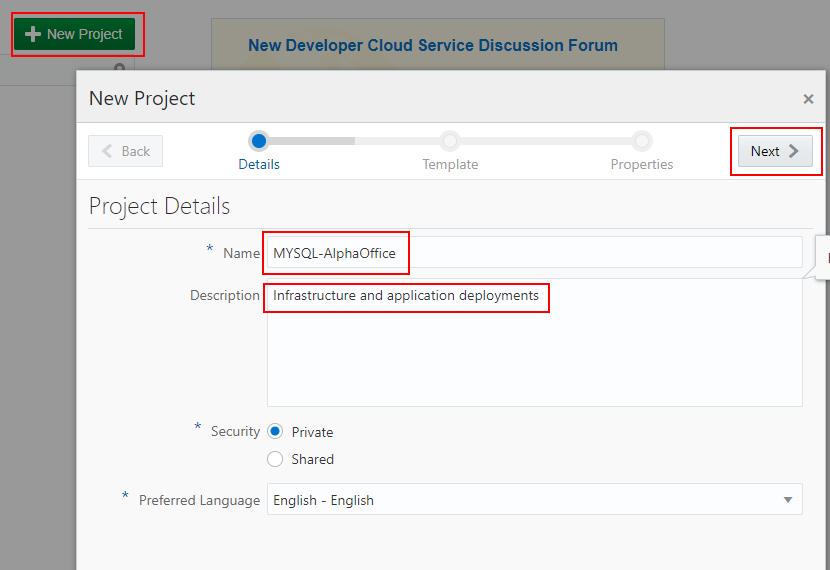 New Project
New Developer Cloud Service Discussion Forum
New Project
×
Back
Details
Template
Properties
Next
Project Details
* Name
MYSQL-AlphaOffice
Description
Infrastructure and application deployments
* Security
Private
Shared
* Preferred Language
English - English